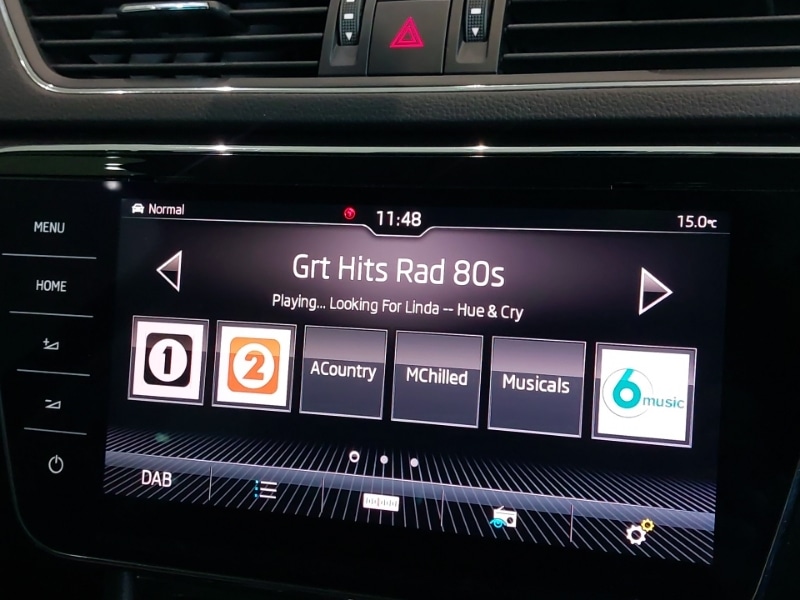 Normal
11:48
15.0℃
MENU
HOME
Grt Hits Rad 80s
Playing... Looking For Linda -- Hue & Cry
1
2
ACountry
MChilled
Musicals
6 music
+
-
DAB